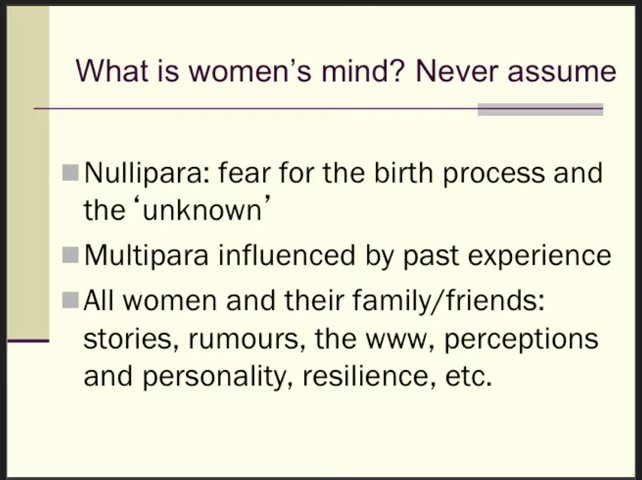 What is women’s mind? Never assume
Nullipara: fear for the birth process and
the ‘unknown’
Multipara influenced by past experience
All women and their family/friends:
stories, rumours, the www, perceptions
and personality, resilience, etc.